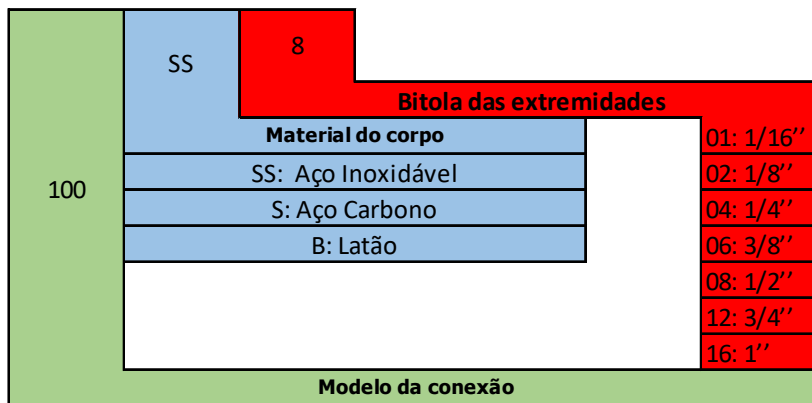 100
SS
8
Bitola das extremidades
Material do corpo
SS: Aço Inoxidável
S: Aço Carbono
B: Latão
01: 1/16’’
02: 1/8’’
04: 1/4’’
06: 3/8’’
08: 1/2’’
12: 3/4’’
16: 1’’
Modelo da conexão